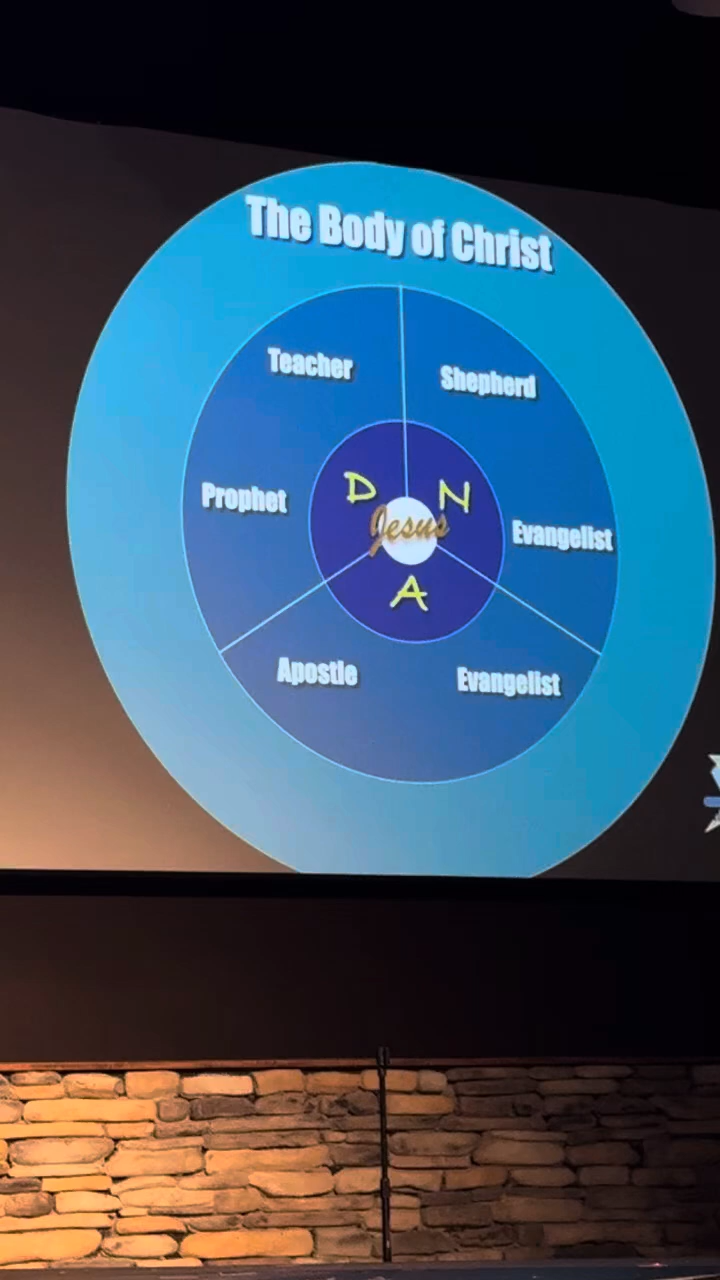 The Body of Christ
Teacher
Shepherd
Prophet
D
N
Jesus
Evangelist
A
Apostle
Evangelist